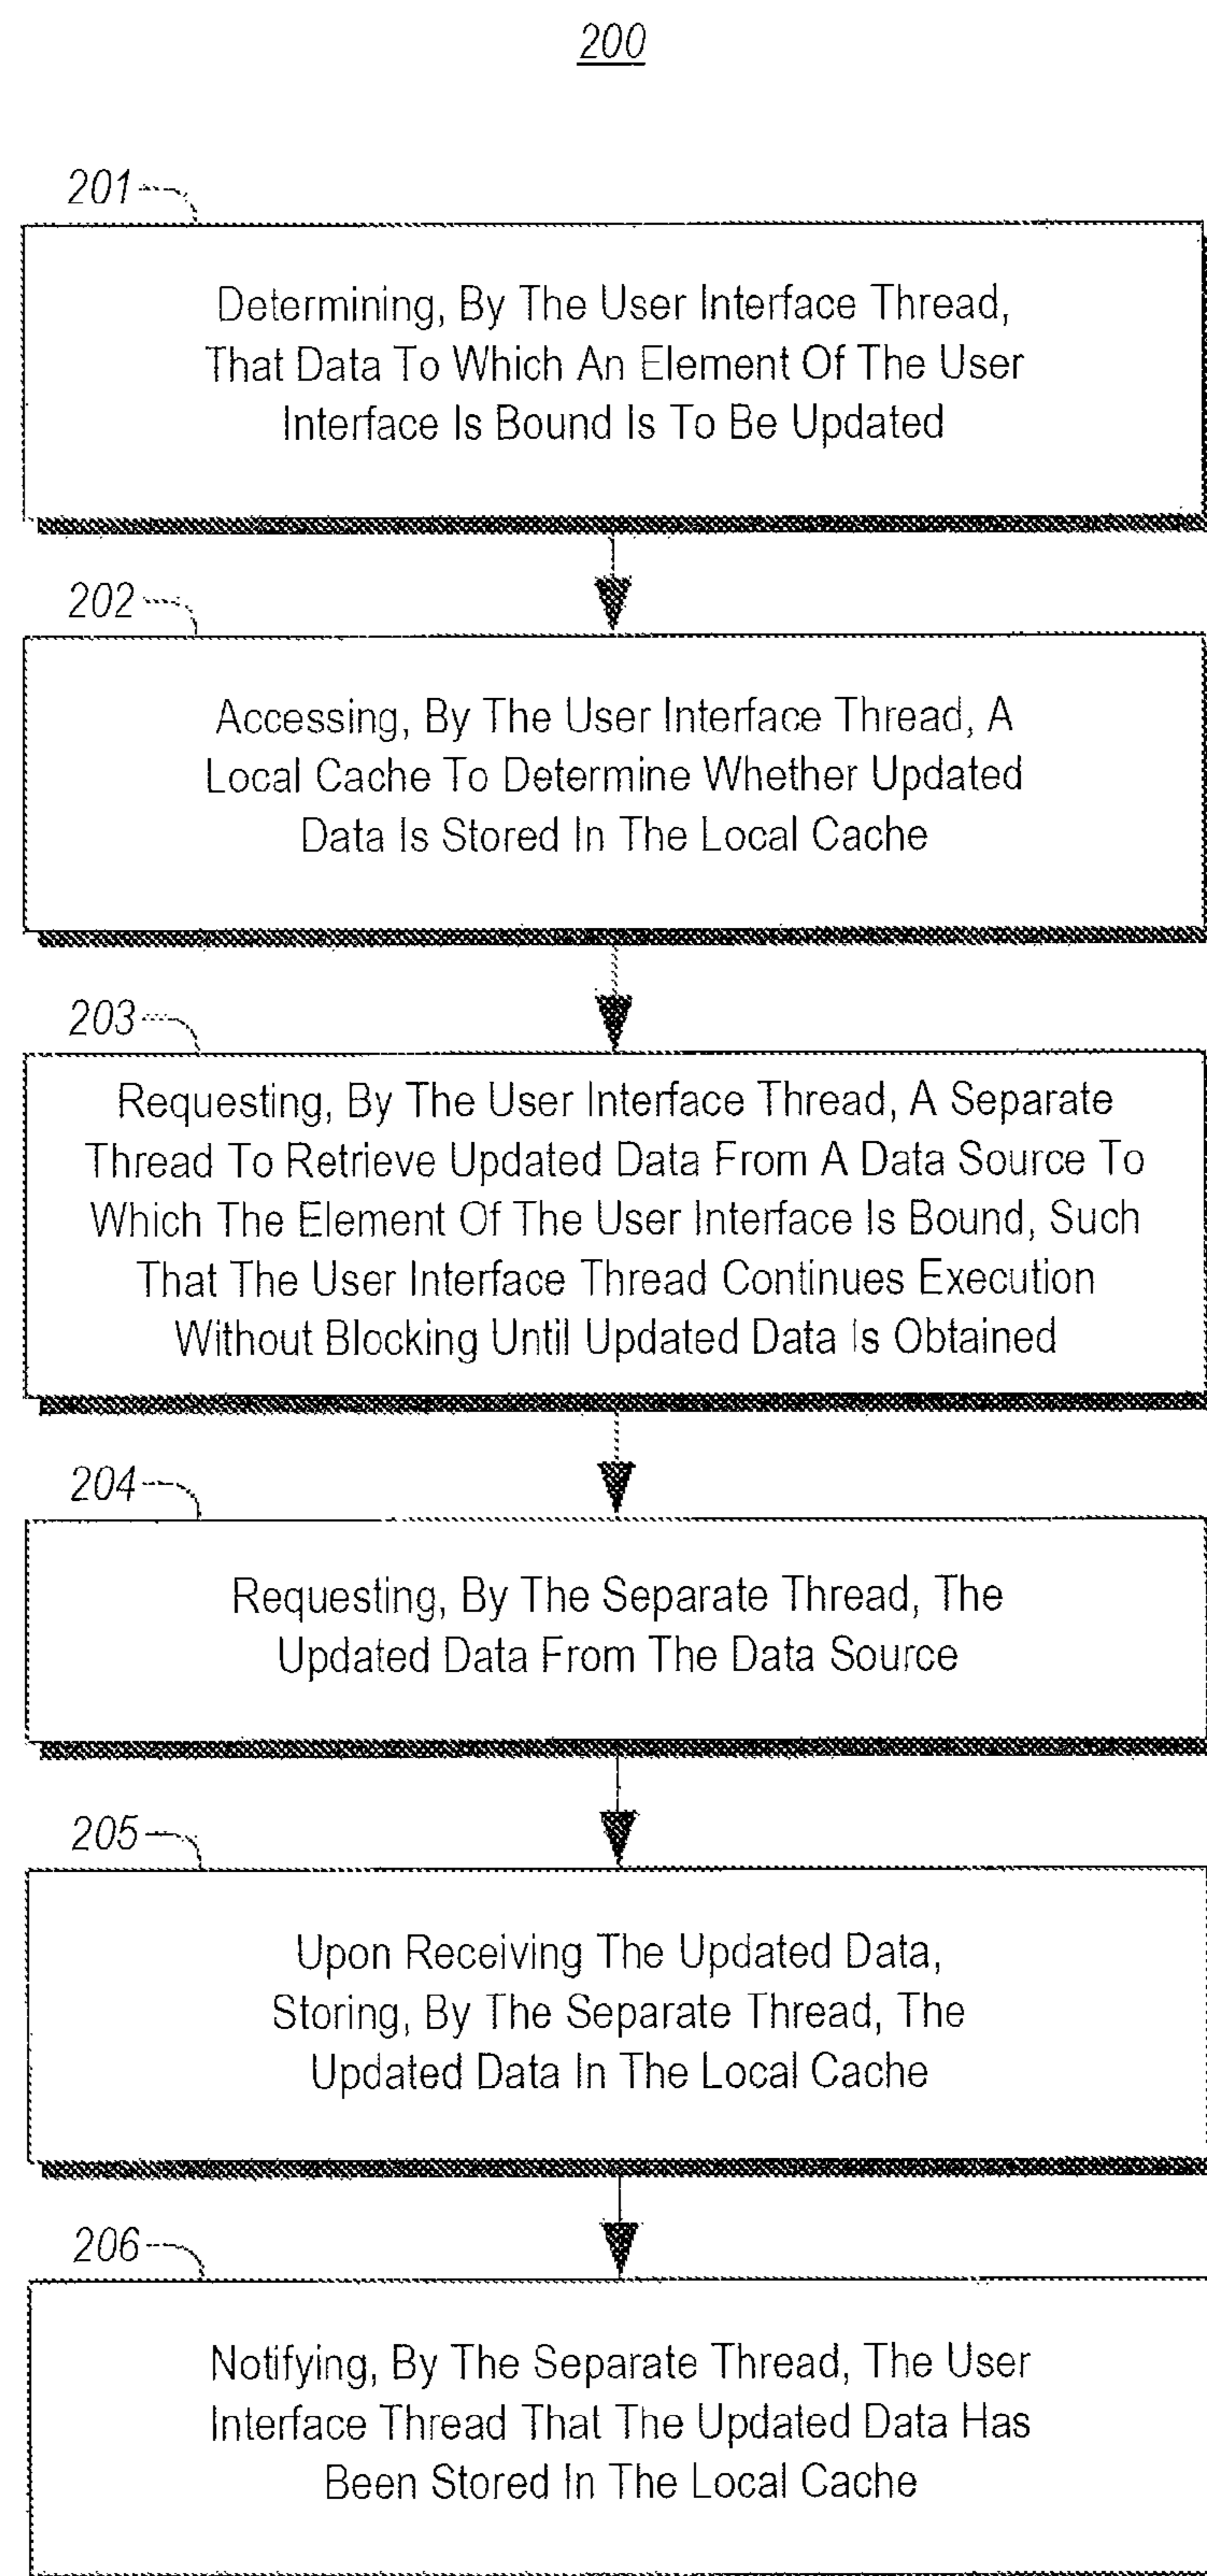 200
201
Determining, By The User Interface Thread,
That Data To Which An Element Of The User
Interface Is Bound Is To Be Updated
202
Accessing, By The User Interface Thread, A
Local Cache To Determine Whether Updated
Data Is Stored In The Local Cache
203
Requesting, By The User Interface Thread, A Separate
Thread To Retrieve Updated Data From A Data Source To
Which The Element Of The User Interface Is Bound, Such
That The User Interface Thread Continues Execution
Without Blocking Until Updated Data Is Obtained
204
Requesting, By The Separate Thread, The
Updated Data From The Data Source
205
Upon Receiving The Updated Data,
Storing, By The Separate Thread, The
Updated Data In The Local Cache
206
Notifying, By The Separate Thread, The User
Interface Thread That The Updated Data Has
Been Stored In The Local Cache